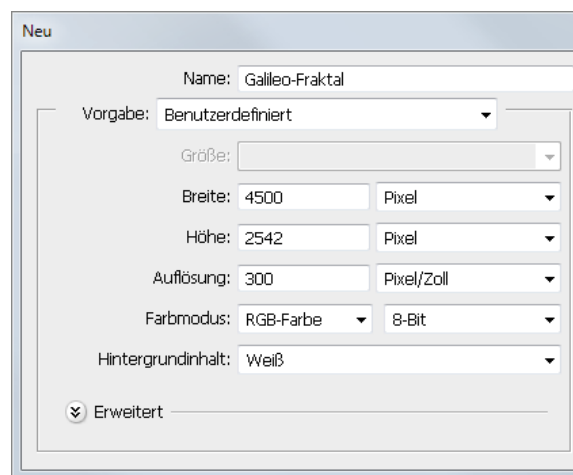 Neu
Name: Galileo-Fraktal
Vorgabe: Benutzerdefiniert
Größe:
Breite: 4500 Pixel
Höhe: 2542 Pixel
Auflösung: 300 Pixel/Zoll
Farbmodus: RGB-Farbe 8-Bit
Hintergrundinhalt: Weiß
Erweitert